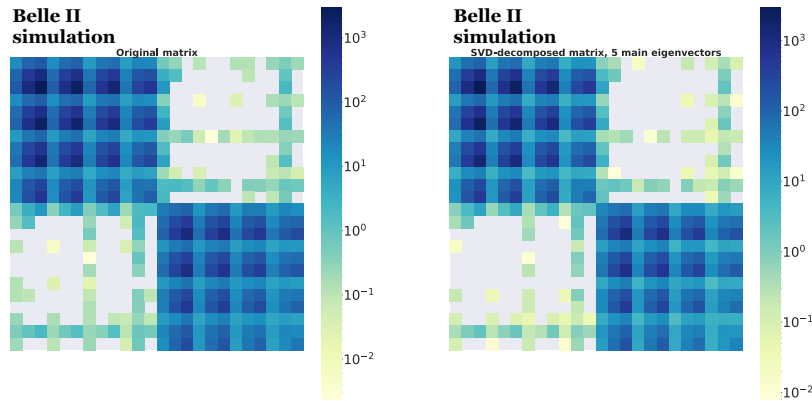 Belle II
simulation
Original matrix
10³
10²
10¹
10⁰
10⁻¹
10⁻²
Belle II
simulation
SVD-decomposed matrix, 5 main eigenvectors
10³
10²
10¹
10⁰
10⁻¹
10⁻²